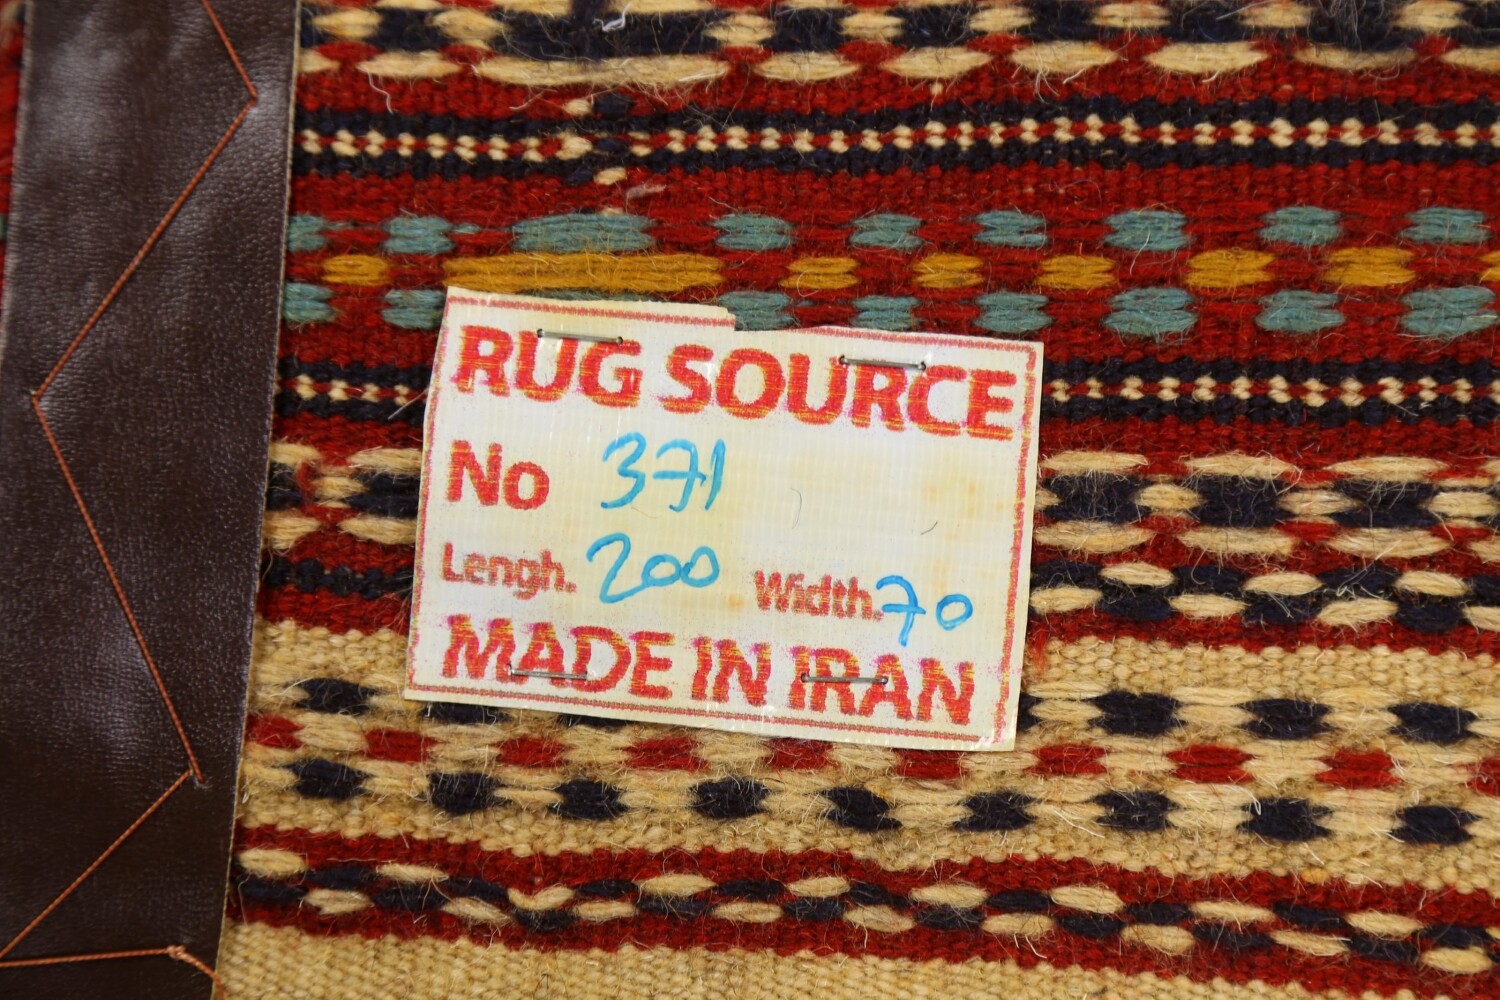 RUG SOURCE
No 371
Lengh. 200 Width. 70
MADE IN IRAN